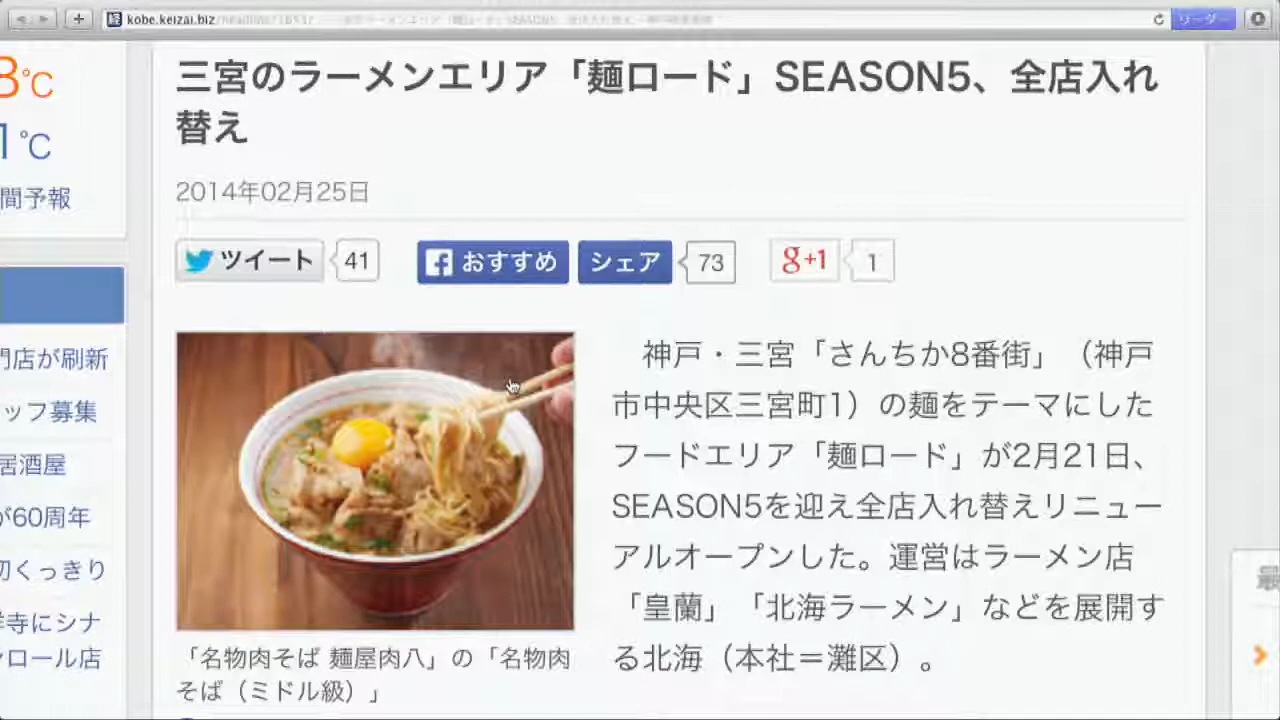 kobe.keizai.biz
リーダー
3℃
三宮のラーメンエリア「麺ロード」SEASON5、全店入れ
替え
1℃
2014年02月25日
間予報
ツイート
41
おすすめ
シェア
73
g+1
1
門店が刷新
ッフ募集
居酒屋
が60周年
初くっきり
寺にシナ
ンロール店
神戸・三宮「さんちか8番街」（神戸
市中央区三宮町1）の麺をテーマにした
フードエリア「麺ロード」が2月21日、
SEASON5を迎え全店入れ替えリニュー
アルオープンした。運営はラーメン店
「皇蘭」「北海ラーメン」などを展開す
る北海（本社＝灘区）。
「名物肉そば 麺屋肉八」の「名物肉
そば（ミドル級）」